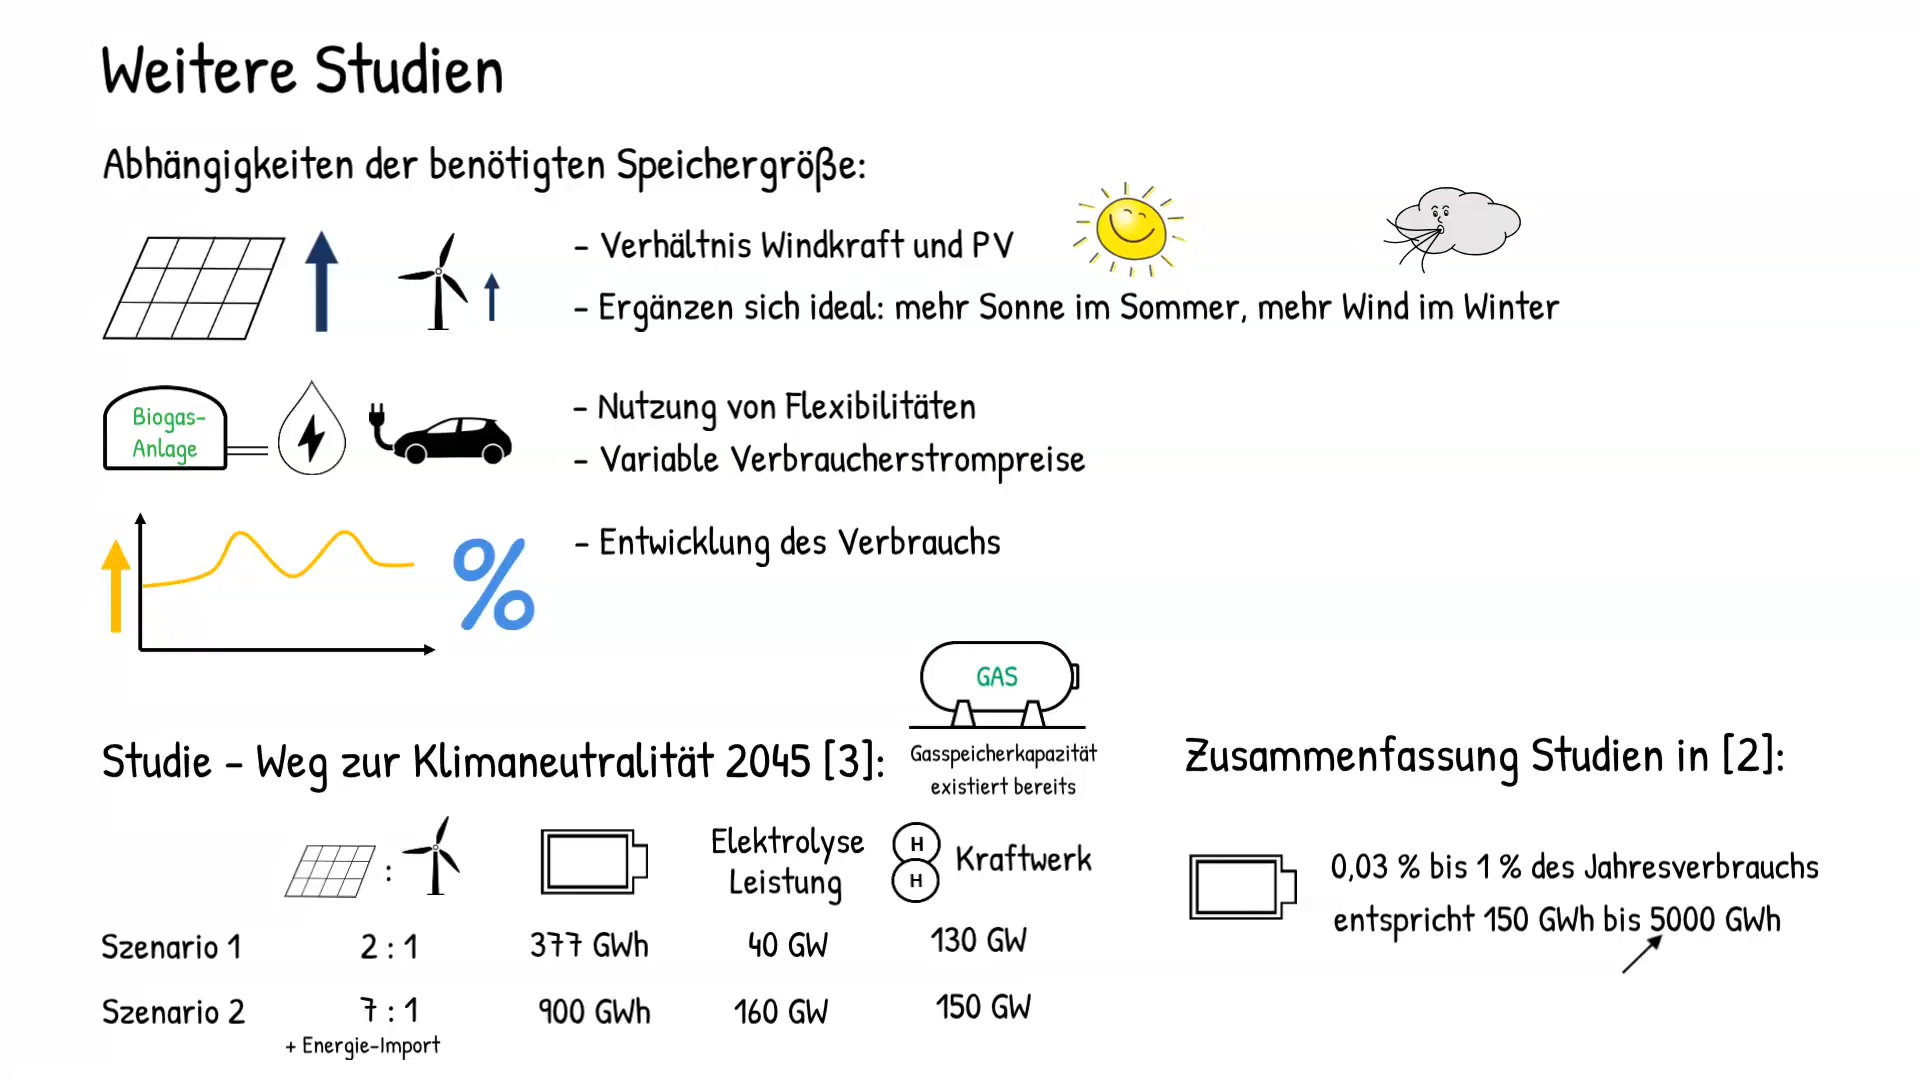 Weitere Studien
Abhängigkeiten der benötigten Speichergröße:
- Verhältnis Windkraft und PV
- Ergänzen sich ideal: mehr Sonne im Sommer, mehr Wind im Winter
Biogas-
Anlage
- Nutzung von Flexibilitäten
- Variable Verbraucherstrompreise
- Entwicklung des Verbrauchs
%
GAS
Gasspeicherkapazität
existiert bereits
Studie - Weg zur Klimaneutralität 2045 [3]:
:
Elektrolyse
Leistung
H
H
Kraftwerk
Szenario 1 2 : 1 377 GWh 40 GW 130 GW
Szenario 2 7 : 1 900 GWh 160 GW 150 GW
+ Energie-Import
Zusammenfassung Studien in [2]:
0,03 % bis 1 % des Jahresverbrauchs
entspricht 150 GWh bis 5000 GWh